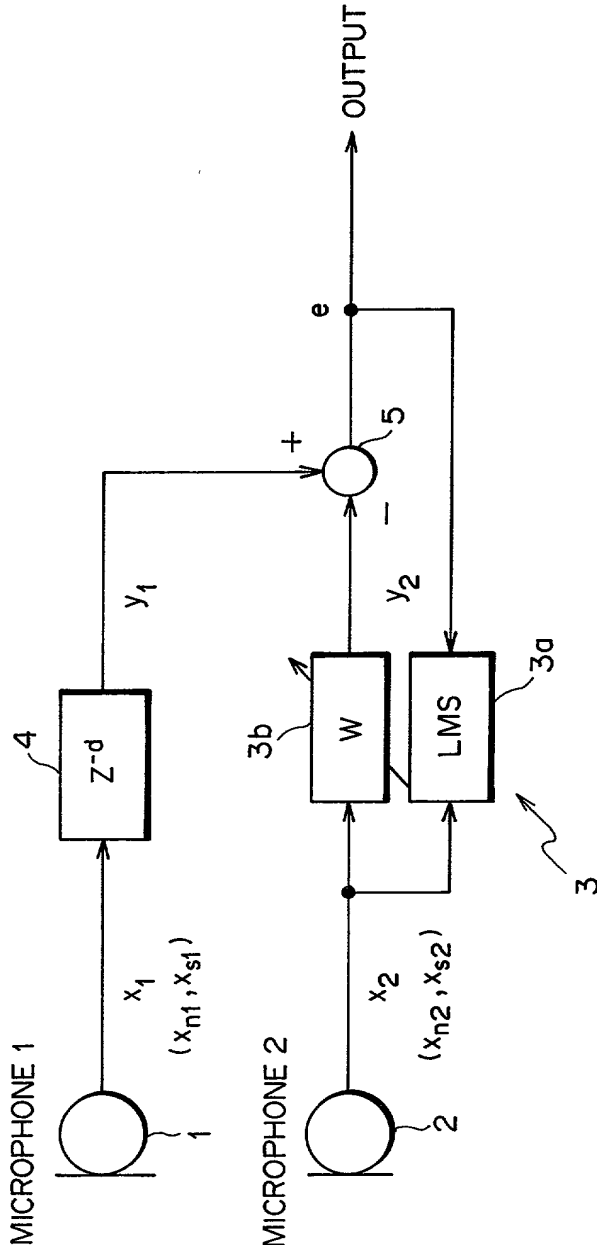 MICROPHONE 1
1
x1
(xn1, xs1)
4
Z-d
y1
+
5
−
e
OUTPUT
MICROPHONE 2
2
x2
(xn2, xs2)
3b
W
y2
LMS
3a
3